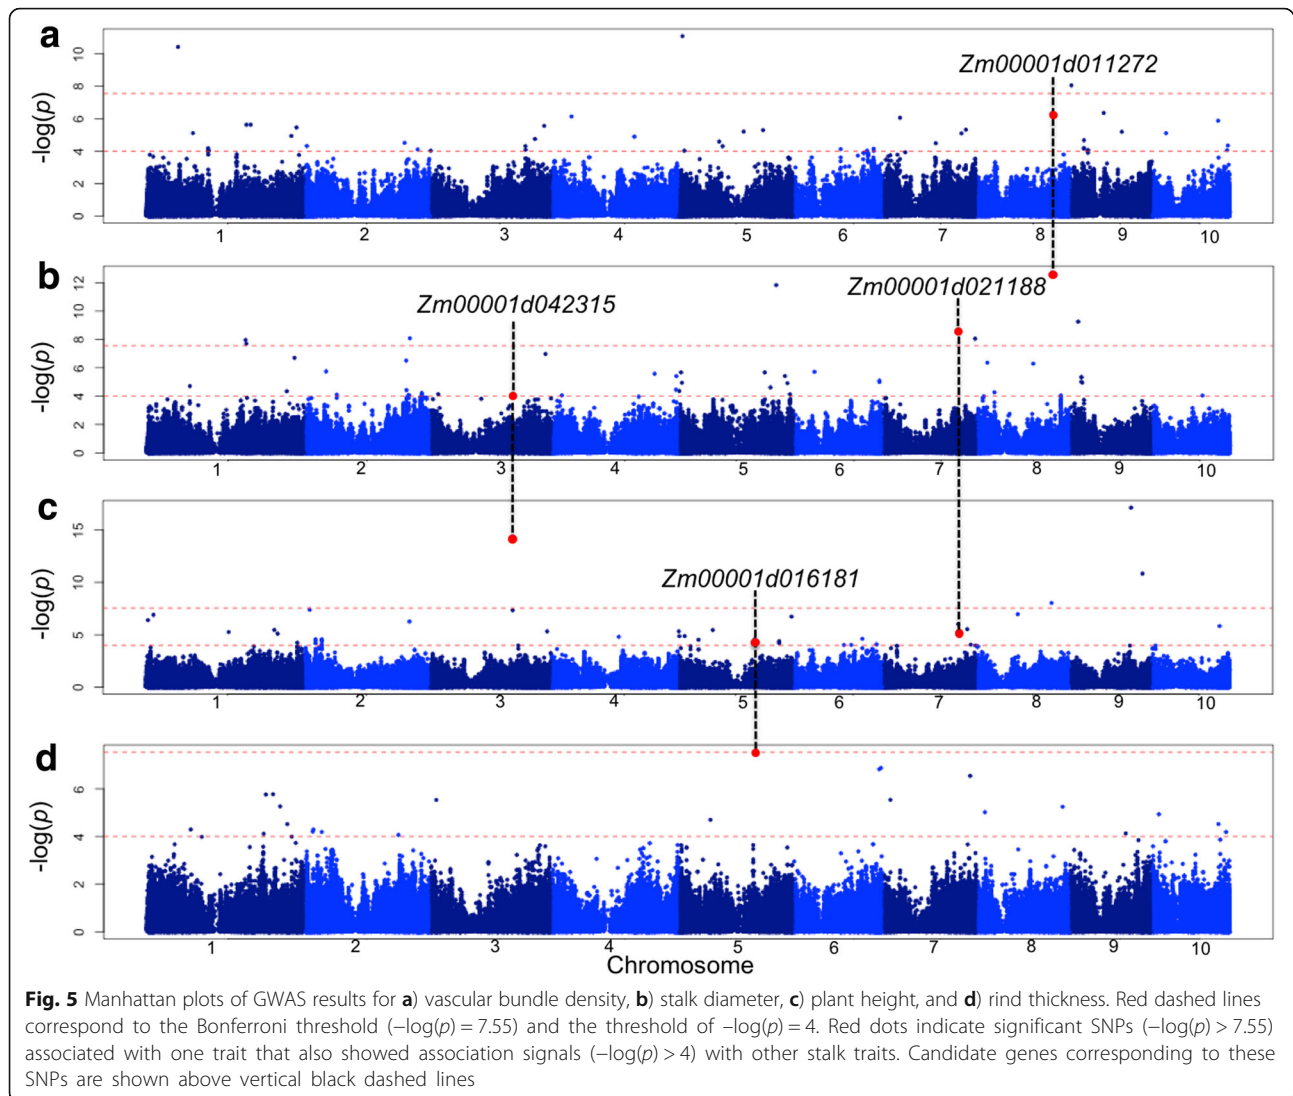 a
10
8
6
4
2
0
-log(p)
Zm00001d011272
1 2 3 4 5 6 7 8 9 10
b
12
10
8
6
4
2
0
-log(p)
Zm00001d042315
Zm00001d021188
1 2 3 4 5 6 7 8 9 10
c
15
10
5
0
-log(p)
Zm00001d016181
1 2 3 4 5 6 7 8 9 10
d
6
4
2
0
-log(p)
1 2 3 4 5 6 7 8 9 10
Chromosome
Fig. 5 Manhattan plots of GWAS results for a) vascular bundle density, b) stalk diameter, c) plant height, and d) rind thickness. Red dashed lines
correspond to the Bonferroni threshold (−log(p) = 7.55) and the threshold of –log(p) = 4. Red dots indicate significant SNPs (−log(p) > 7.55)
associated with one trait that also showed association signals (−log(p) > 4) with other stalk traits. Candidate genes corresponding to these
SNPs are shown above vertical black dashed lines